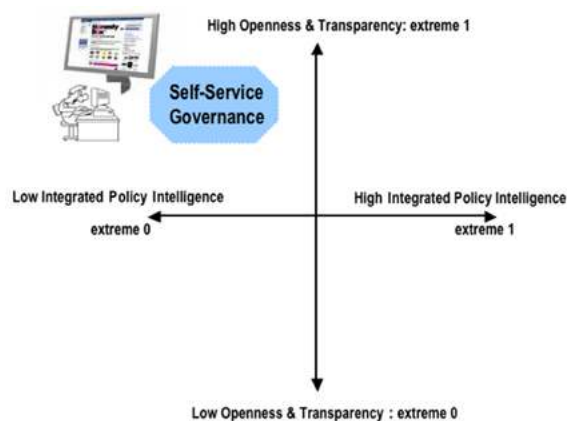 High Openness & Transparency: extreme 1
Self-Service
Governance
Low Integrated Policy Intelligence
extreme 0
High Integrated Policy Intelligence
extreme 1
Low Openness & Transparency : extreme 0